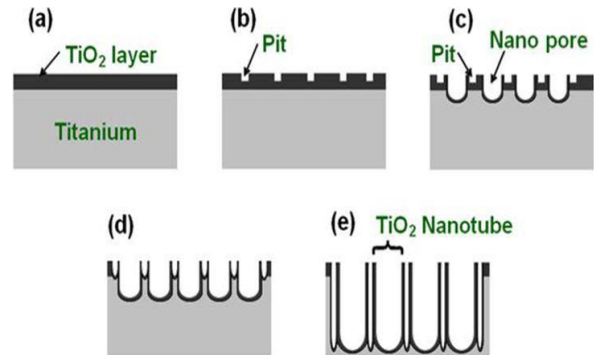 (a)
TiO₂ layer
Titanium
(b)
Pit
(c)
Pit
Nano pore
(d)
(e)
TiO₂ Nanotube